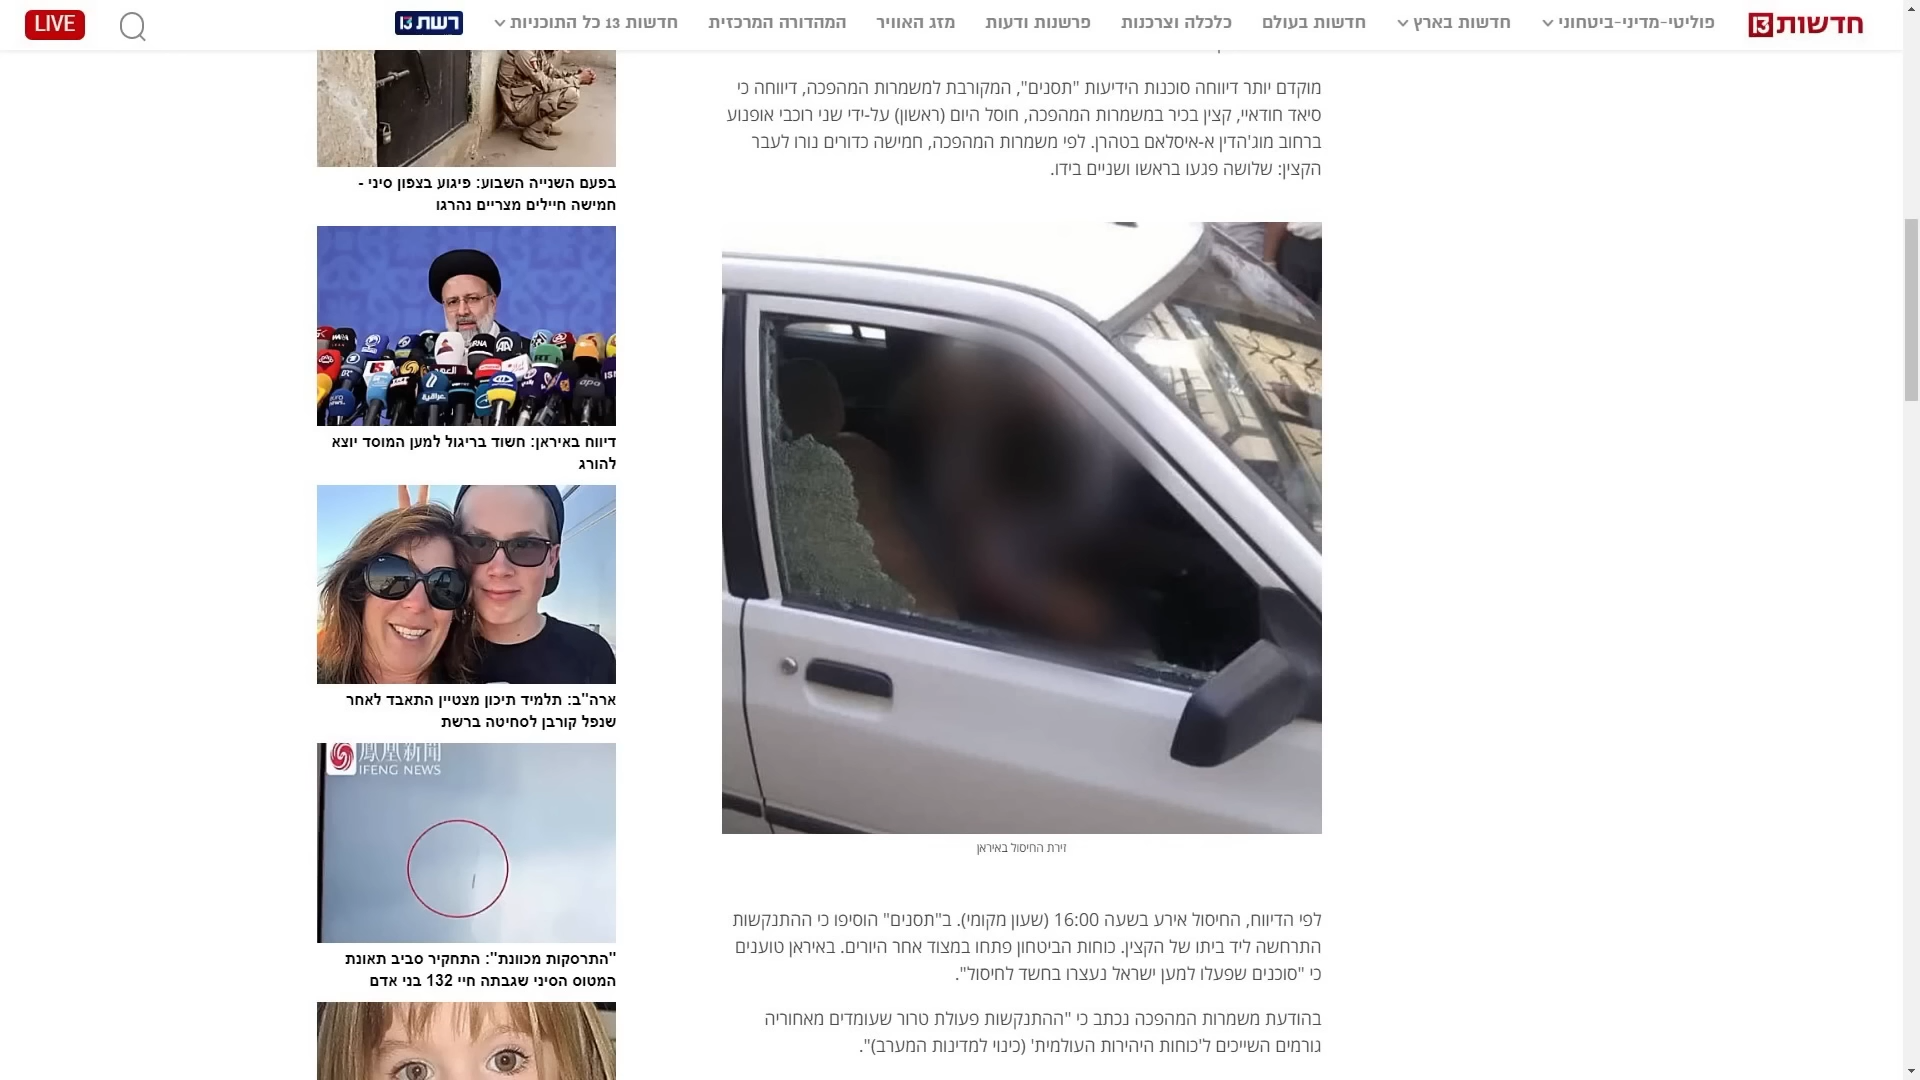 חדשות 13
פוליטי-מדיני-ביטחוני
חדשות בארץ
חדשות בעולם
כלכלה וצרכנות
פרשנות ודעות
מזג האוויר
המהדורה המרכזית
חדשות 13 כל התוכניות
רשת 13
LIVE
מוקדם יותר דיווחה סוכנות הידיעות "תסנים", המקורבת למשמרות המהפכה, דיווחה כי
סיאד חודאיי, קצין בכיר במשמרות המהפכה, חוסל היום (ראשון) על-ידי שני רוכבי אופנוע
ברחוב מוג'הדין א-איסלאם בטהרן. לפי משמרות המהפכה, חמישה כדורים נורו לעבר
הקצין: שלושה פגעו בראשו ושניים בידו.
זירת החיסול באיראן
לפי הדיווח, החיסול אירע בשעה 16:00 (שעון מקומי). ב"תסנים" הוסיפו כי ההתנקשות
התרחשה ליד ביתו של הקצין. כוחות הביטחון פתחו במצוד אחר היורים. באיראן טוענים
כי "סוכנים שפעלו למען ישראל נעצרו בחשד לחיסול".
בהודעת משמרות המהפכה נכתב כי "ההתנקשות פעולת טרור שעומדים מאחוריה
גורמים השייכים ל'כוחות היהירות העולמית' (כינוי למדינות המערב)".
בפעם השנייה השבוע: פיגוע בצפון סיני -
חמישה חיילים מצריים נהרגו
RT
دיווח באיראן: חשוד בריגול למען המוסד יוצא
להורג
ארה"ב: תלמיד תיכון מצטיין התאבד לאחר
שנפל קורבן לסחיטה ברשת
鳳凰新聞
IFENG NEWS
"התרסקות מכוונת": התחקיר סביב תאונת
המטוס הסיני שגבתה חיי 132 בני אדם